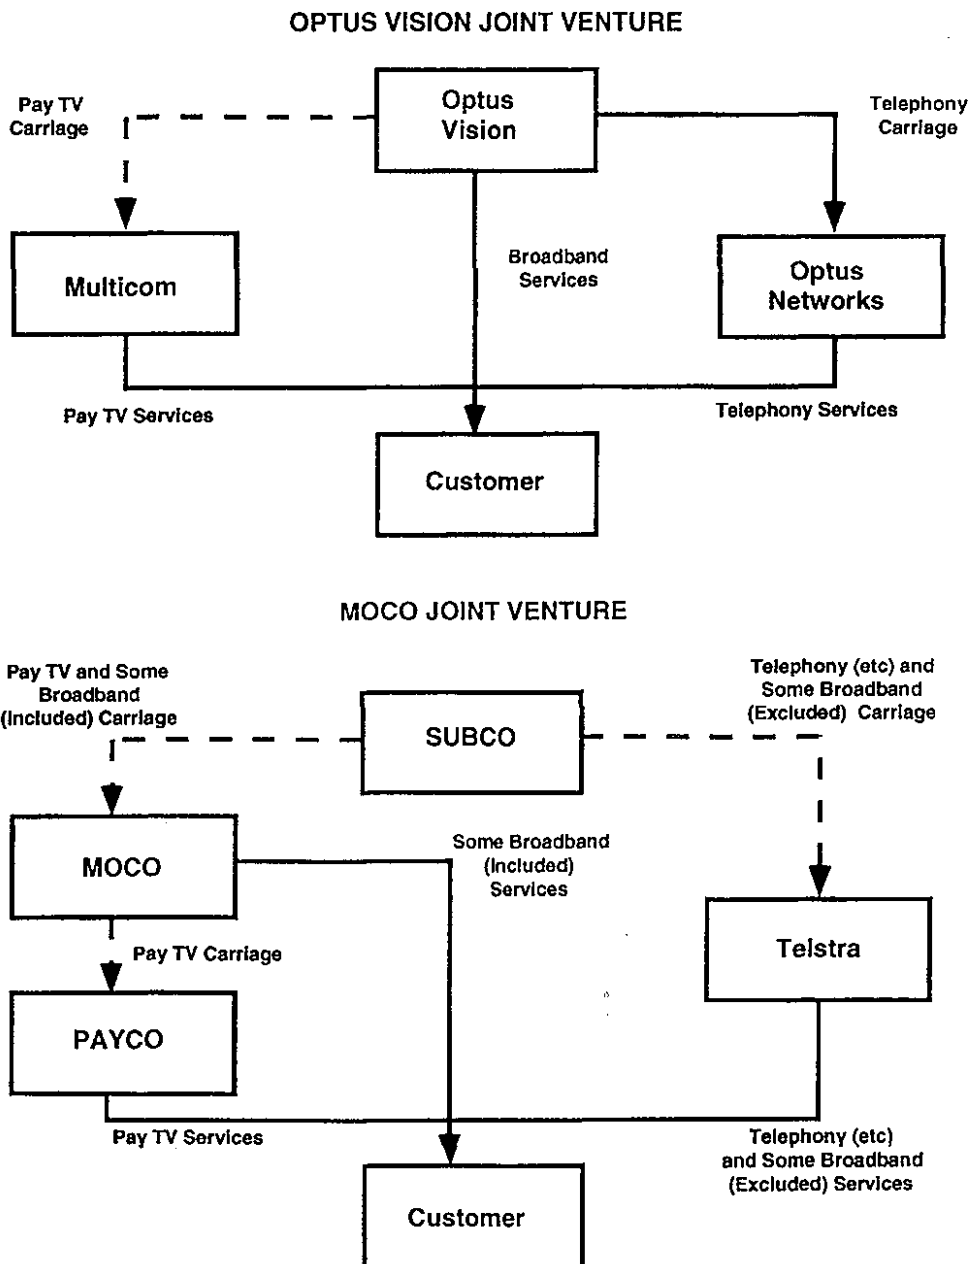 OPTUS VISION JOINT VENTURE
Pay TV
Carriage
Optus
Vision
Telephony
Carriage
Multicom
Broadband
Services
Optus
Networks
Pay TV Services
Telephony Services
Customer
MOCO JOINT VENTURE
Pay TV and Some
Broadband
(Included) Carriage
SUBCO
Telephony (etc) and
Some Broadband
(Excluded) Carriage
MOCO
Some Broadband
(Included)
Services
Pay TV Carriage
Telstra
PAYCO
Pay TV Services
Telephony (etc)
and Some Broadband
(Excluded) Services
Customer